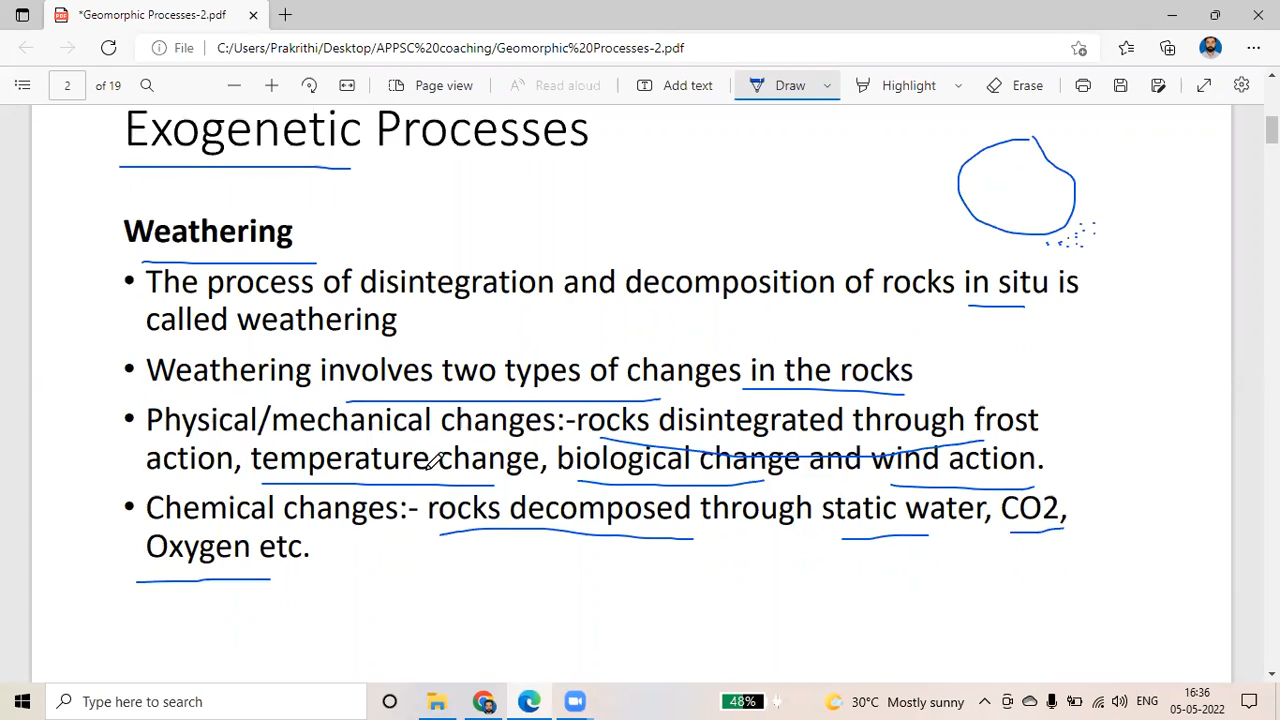 *Geomorphic Processes-2.pdf
File C:/Users/Prakrithi/Desktop/APPSC%20coaching/Geomorphic%20Processes-2.pdf
2 of 19 Page view Read aloud Add text Draw Highlight Erase
Exogenetic Processes
Weathering
• The process of disintegration and decomposition of rocks in situ is
called weathering
• Weathering involves two types of changes in the rocks
• Physical/mechanical changes:-rocks disintegrated through frost
action, temperature change, biological change and wind action.
• Chemical changes:- rocks decomposed through static water, CO2,
Oxygen etc.
Type here to search 48% 30°C Mostly sunny ENG 16:36
05-05-2022